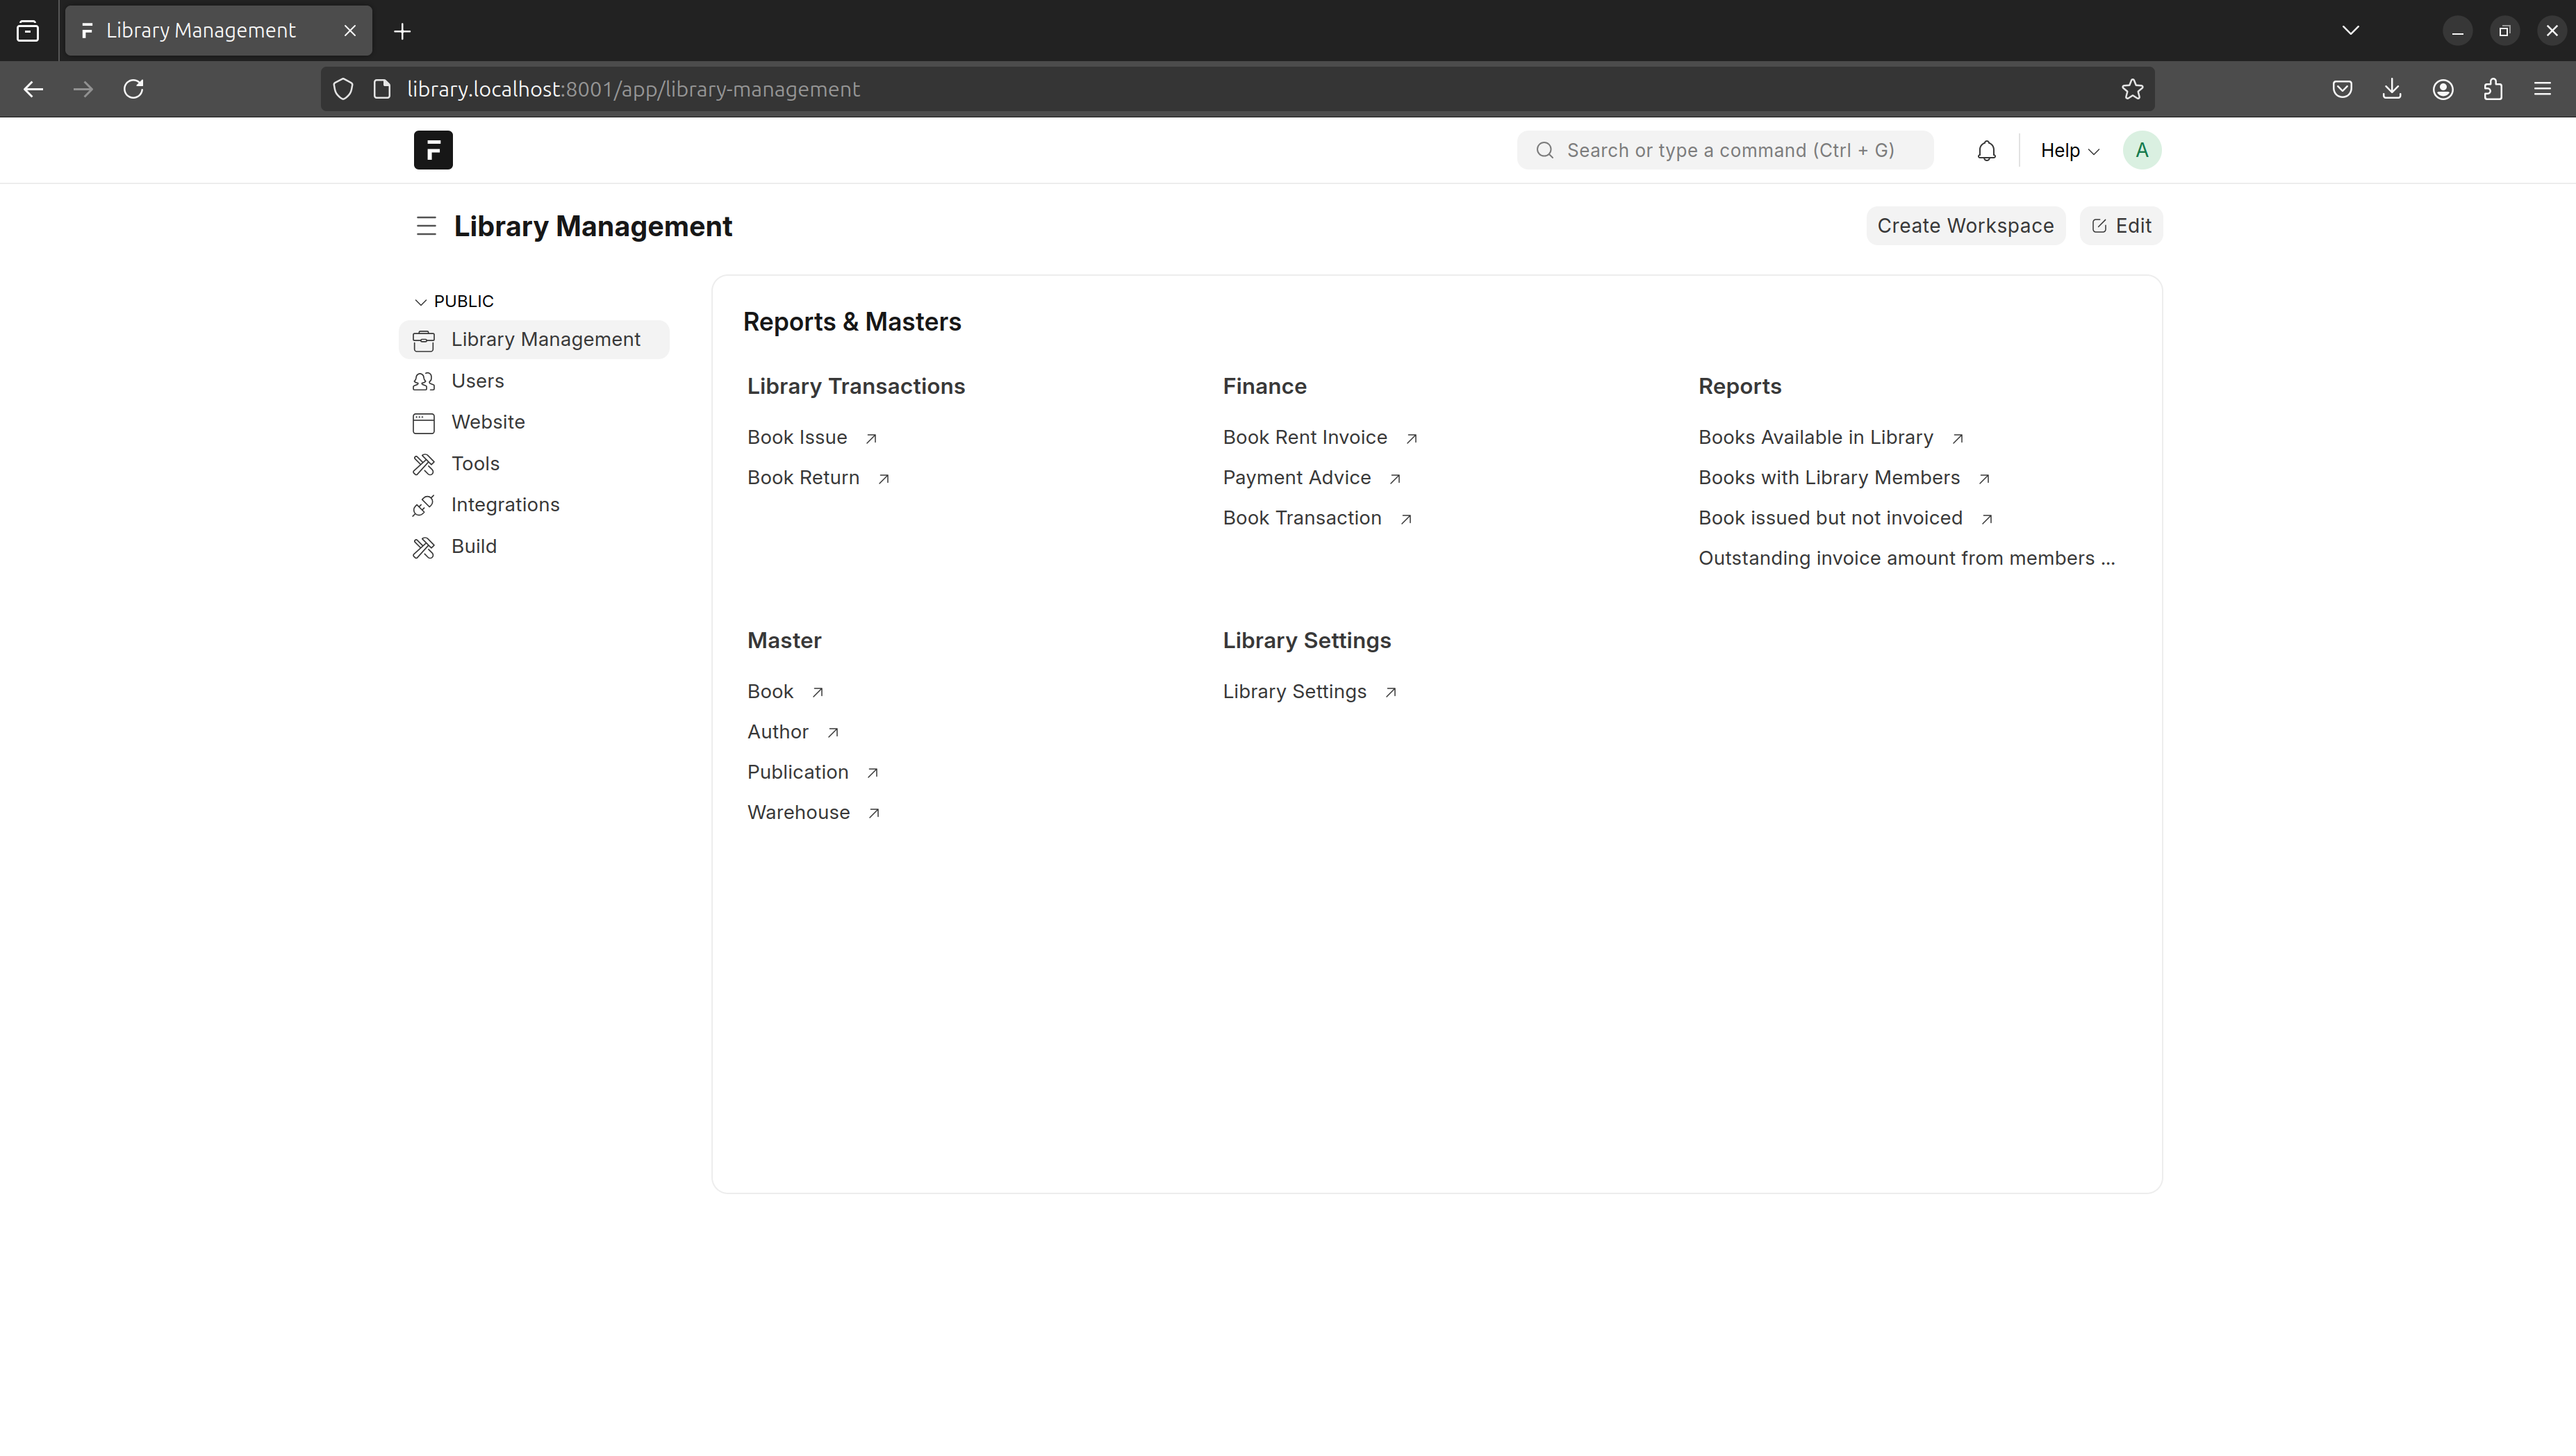 Library Management
library.localhost:8001/app/library-management
F
Search or type a command (Ctrl + G)
Help
A
Library Management
Create Workspace
Edit
PUBLIC
Library Management
Users
Website
Tools
Integrations
Build
Reports & Masters
Library Transactions
Book Issue
Book Return
Finance
Book Rent Invoice
Payment Advice
Book Transaction
Reports
Books Available in Library
Books with Library Members
Book issued but not invoiced
Outstanding invoice amount from members ...
Master
Book
Author
Publication
Warehouse
Library Settings
Library Settings